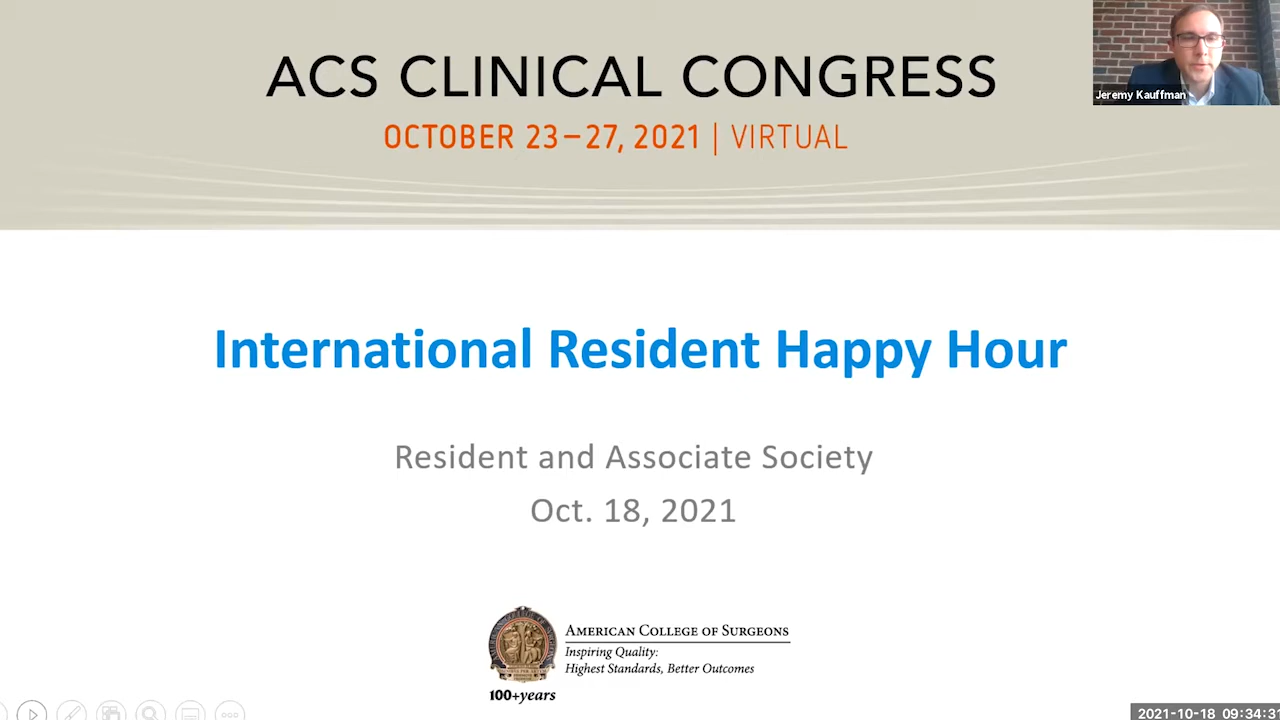 ACS CLINICAL CONGRESS
OCTOBER 23–27, 2021 | VIRTUAL
Jeremy Kauffman
International Resident Happy Hour
Resident and Associate Society
Oct. 18, 2021
AMERICAN COLLEGE OF SURGEONS
Inspiring Quality:
Highest Standards, Better Outcomes
100+years
2021-10-18 09:34:31